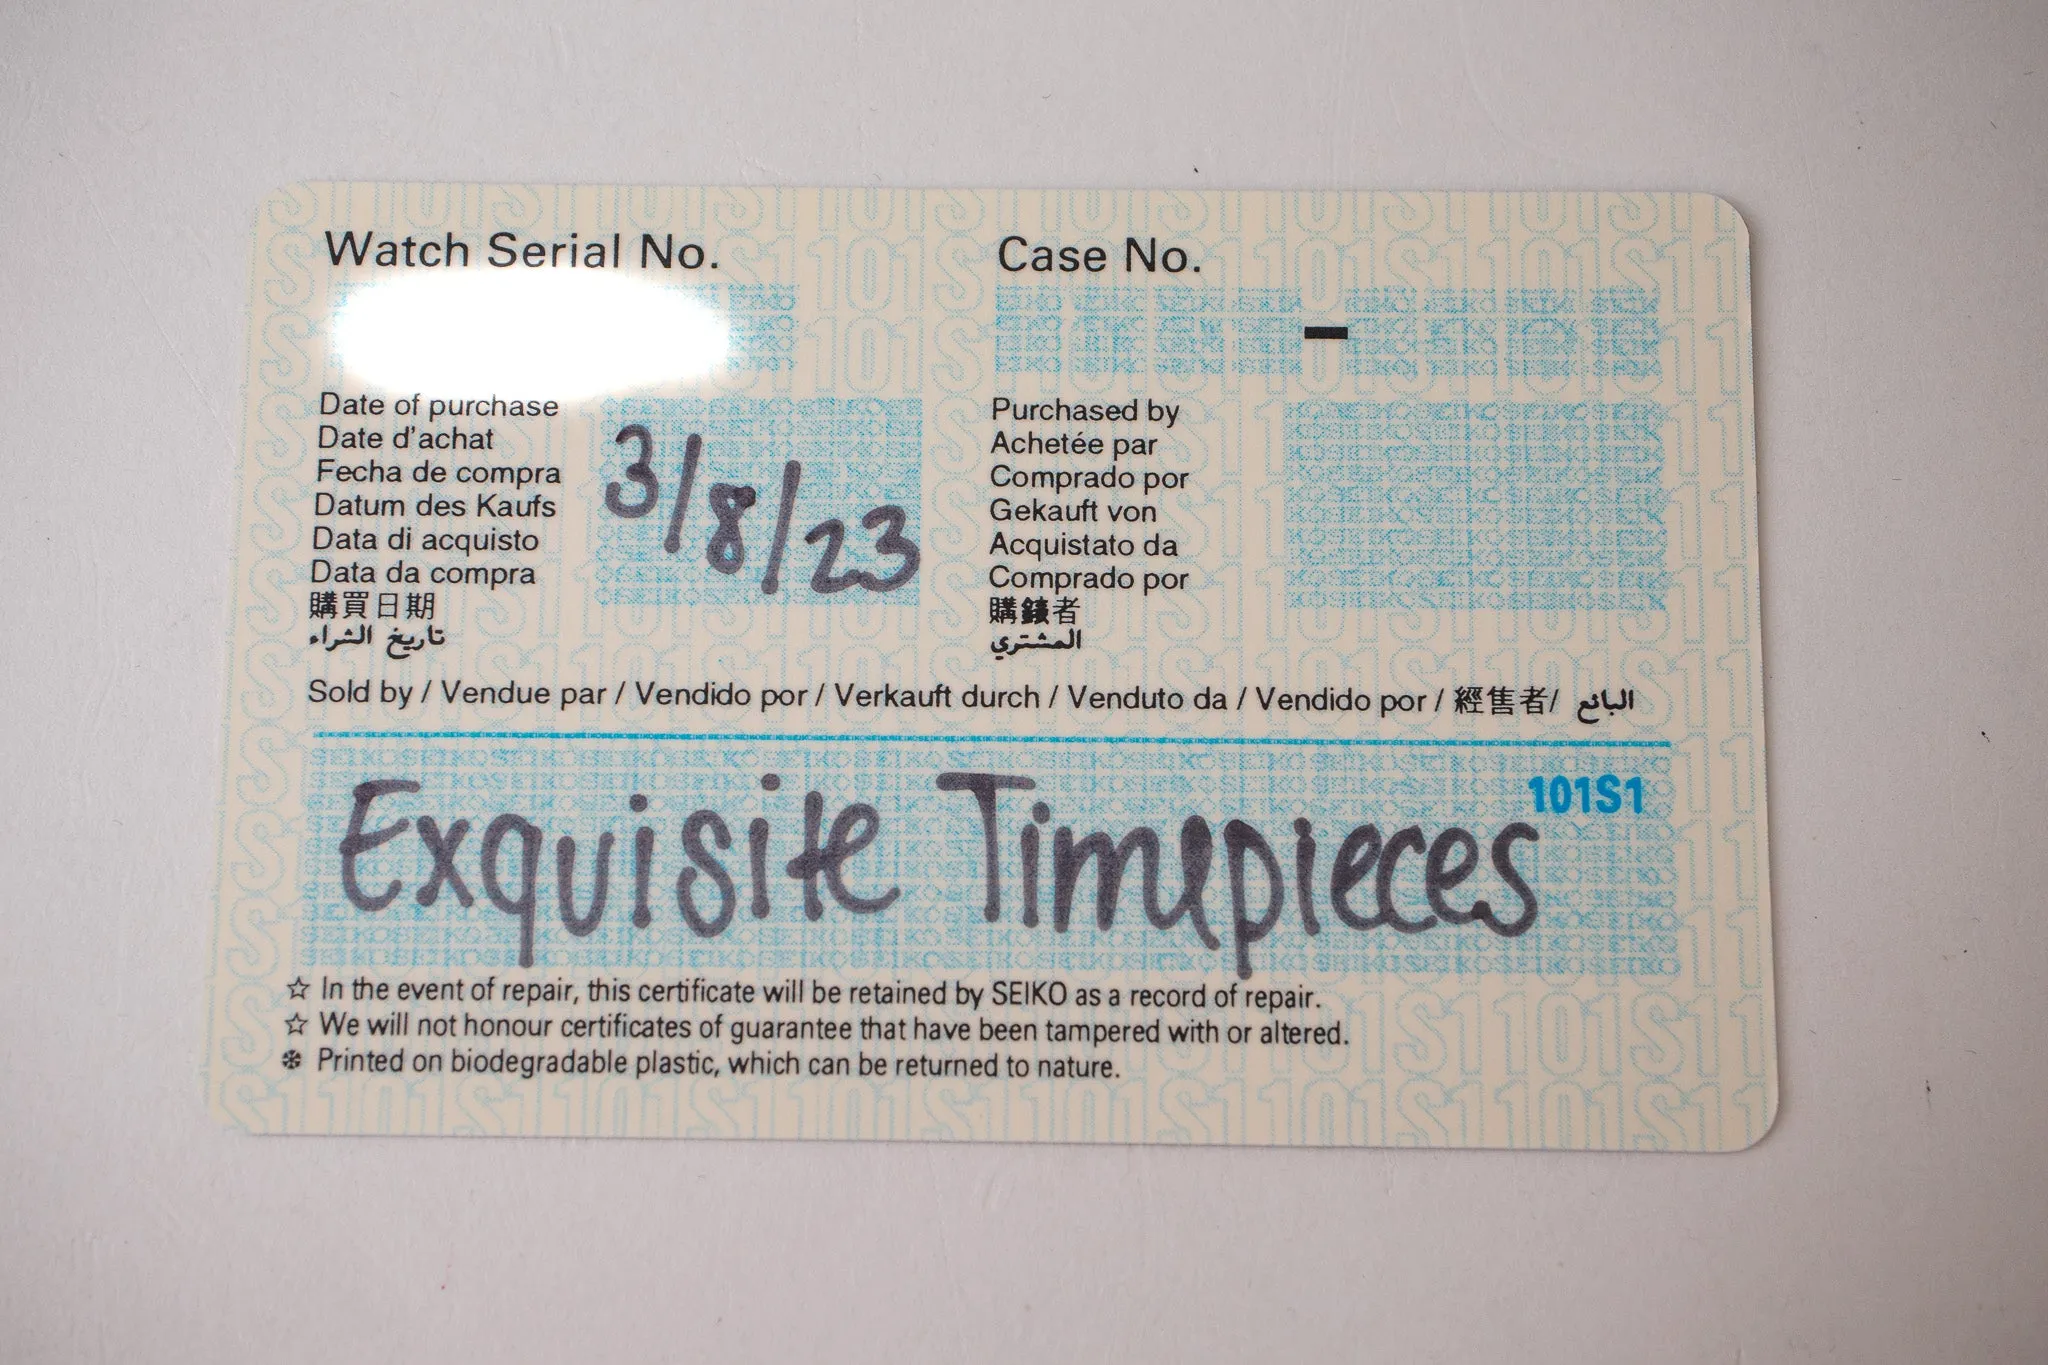 Watch Serial No.
Case No.
-
Date of purchase
Date d'achat
Fecha de compra
Datum des Kaufs
Data di acquisto
Data da compra
購買日期
تاريخ الشراء
3/8/23
Purchased by
Achetée par
Comprado por
Gekauft von
Acquistato da
Comprado por
المشتري
Sold by / Vendue par / Vendido por / Verkauft durch / Venduto da / Vendido por / 經售者/ البائع
101S1
Exquisite Timepieces
☆ In the event of repair, this certificate will be retained by SEIKO as a record of repair.
☆ We will not honour certificates of guarantee that have been tampered with or altered.
❄ Printed on biodegradable plastic, which can be returned to nature.